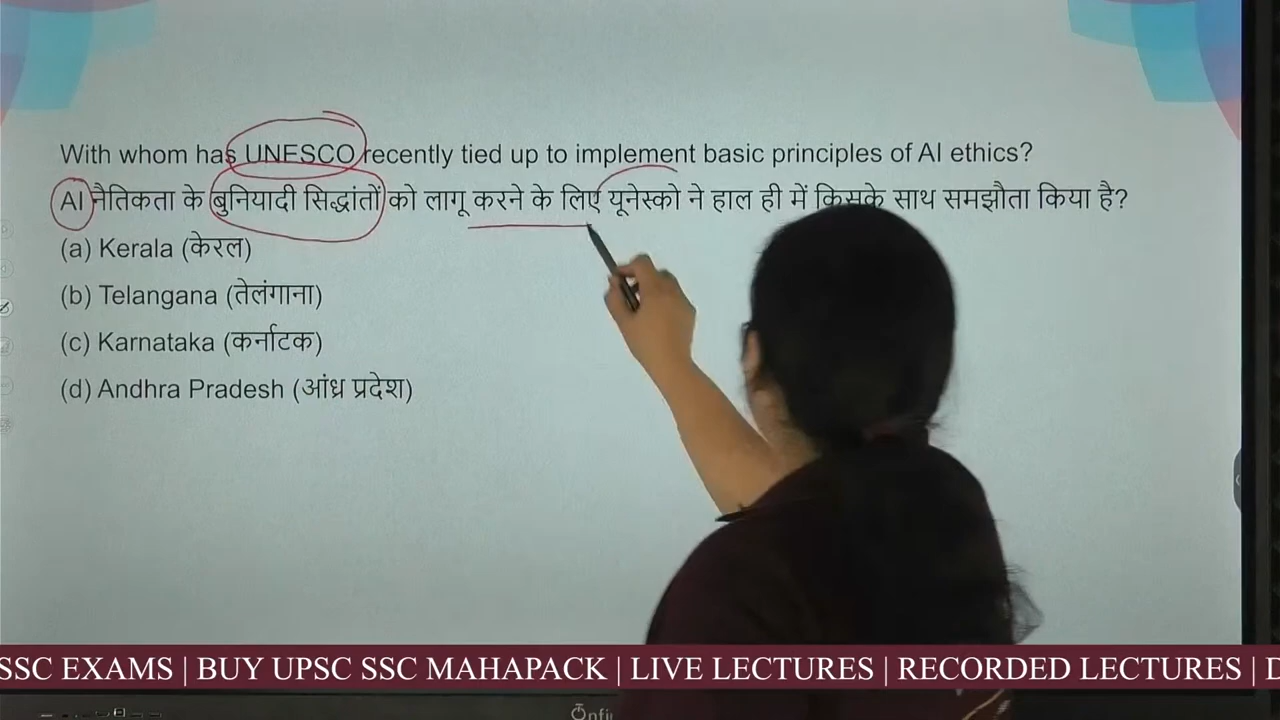 With whom has UNESCO recently tied up to implement basic principles of AI ethics?
AI नैतिकता के बुनियादी सिद्धांतों को लागू करने के लिए यूनेस्को ने हाल ही में किसके साथ समझौता किया है?
(a) Kerala (केरल)
(b) Telangana (तेलंगाना)
(c) Karnataka (कर्नाटक)
(d) Andhra Pradesh (आंध्र प्रदेश)
SSC EXAMS | BUY UPSC SSC MAHAPACK | LIVE LECTURES | RECORDED LECTURES |